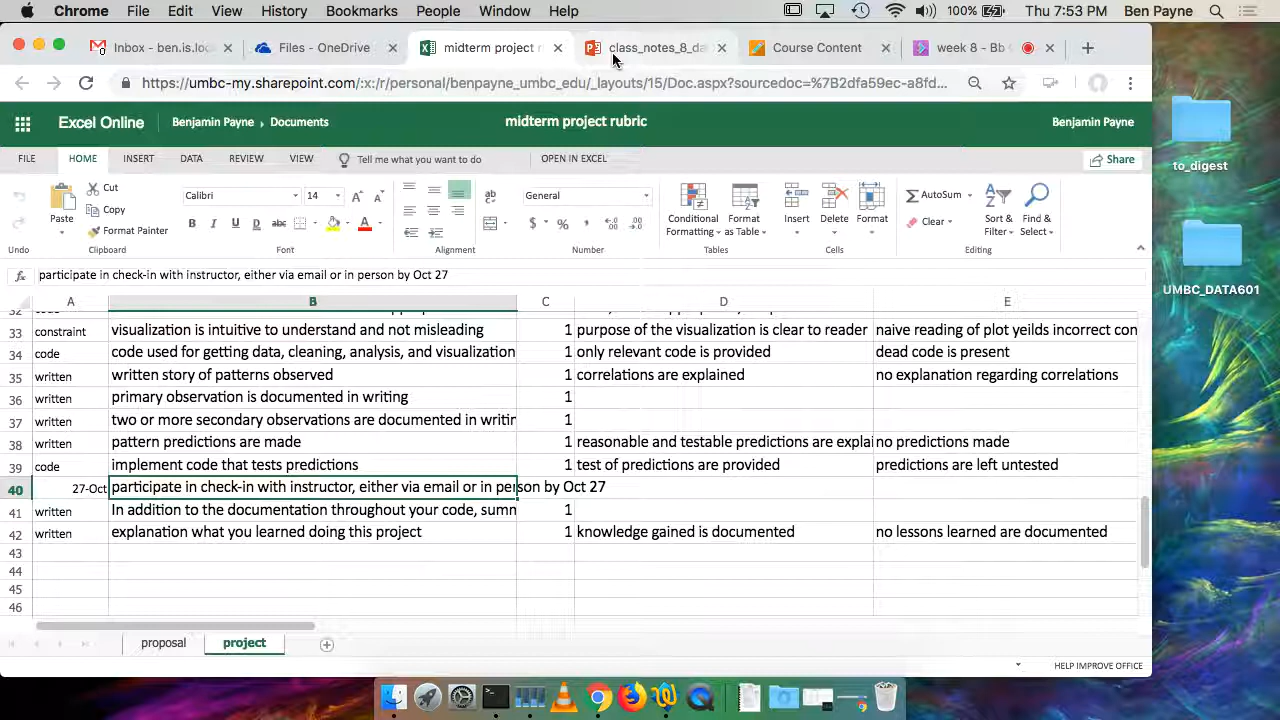 Chrome File Edit View History Bookmarks People Window Help 100% Thu 7:53 PM Ben Payne
Inbox - ben.is.loc Files - OneDrive midterm project r class_notes_8_da Course Content week 8 - Bb
https://umbc-my.sharepoint.com/:x:/r/personal/benpayne_umbc_edu/_layouts/15/Doc.aspx?sourcedoc=%7B2dfa59ec-a8fd...
Excel Online Benjamin Payne › Documents midterm project rubric Benjamin Payne
FILE HOME INSERT DATA REVIEW VIEW Tell me what you want to do OPEN IN EXCEL Share
Paste Cut Copy Format Painter
Calibri 14
B I U D abc A
ab
General
$ % .00 .0
Conditional Formatting Format as Table
Insert Delete Format
AutoSum Clear
Sort & Filter Find & Select
Undo Clipboard Font Alignment Number Tables Cells Editing
fx participate in check-in with instructor, either via email or in person by Oct 27
A B C D E
33 constraint visualization is intuitive to understand and not misleading 1 purpose of the visualization is clear to reader naive reading of plot yeilds incorrect con
34 code code used for getting data, cleaning, analysis, and visualization 1 only relevant code is provided dead code is present
35 written written story of patterns observed 1 correlations are explained no explanation regarding correlations
36 written primary observation is documented in writing 1
37 written two or more secondary observations are documented in writin 1
38 written pattern predictions are made 1 reasonable and testable predictions are explai no predictions made
39 code implement code that tests predictions 1 test of predictions are provided predictions are left untested
40 27-Oct participate in check-in with instructor, either via email or in person by Oct 27
41 written In addition to the documentation throughout your code, summ 1
42 written explanation what you learned doing this project 1 knowledge gained is documented no lessons learned are documented
43
44
45
46
proposal project
HELP IMPROVE OFFICE
to_digest
UMBC_DATA601